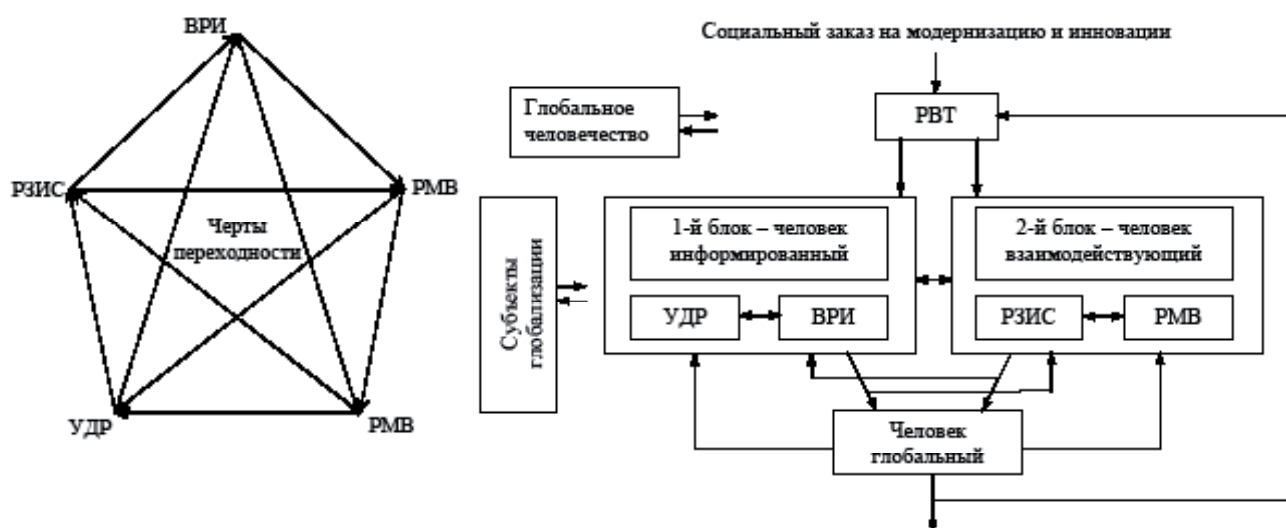 ВРИ
РЗИС
РМВ
Черты
переходности
УДР
РМВ
Социальный заказ на модернизацию и инновации
Глобальное
человечество
РВТ
Субъекты
глобализации
1-й блок – человек
информированный
2-й блок – человек
взаимодействующий
УДР
ВРИ
РЗИС
РМВ
Человек
глобальный